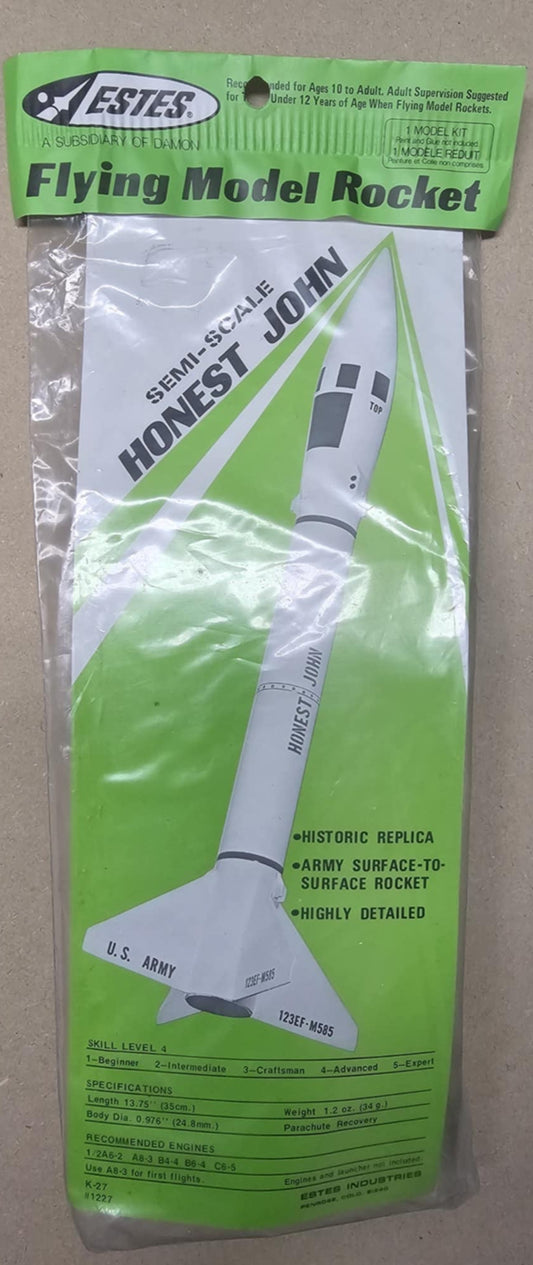 ESTES®
A SUBSIDIARY OF DAMON
Recommended for Ages 10 to Adult. Adult Supervision Suggested
for Under 12 Years of Age When Flying Model Rockets.
1 MODEL KIT
Paint and Glue not included.
1 MODÈLE RÉDUIT
Peinture et Colle non comprises.
Flying Model Rocket
SEMI-SCALE
HONEST JOHN
TOP
HONEST JOHN
•HISTORIC REPLICA
•ARMY SURFACE-TO-
SURFACE ROCKET
•HIGHLY DETAILED
U.S. ARMY
123EF-M585
123EF-M585
SKILL LEVEL 4
1—Beginner 2—Intermediate 3—Craftsman 4—Advanced 5—Expert
SPECIFICATIONS
Length 13.75'' (35cm.) Weight 1.2 oz. (34 g.)
Body Dia. 0.976'' (24.8mm.) Parachute Recovery
RECOMMENDED ENGINES
1/2A6-2 A8-3 B4-4 B6-4 C6-5
Use A8-3 for first flights. Engines and launcher not included.
K-27
#1227
ESTES INDUSTRIES
PENROSE, COLO. 81240